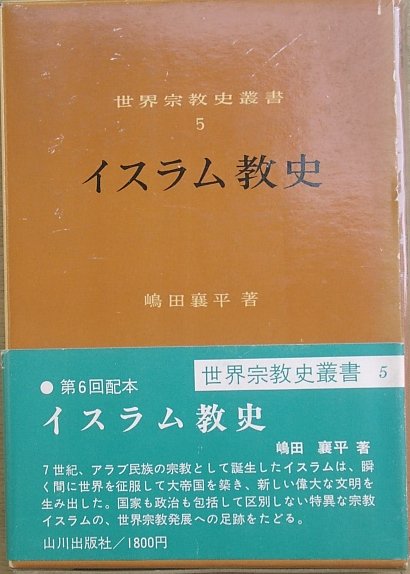 世界宗教史叢書
5
イスラム教史
嶋田襄平著
世界宗教史叢書 5
● 第6回配本
イスラム教史
嶋田 襄平 著
7世紀、アラブ民族の宗教として誕生したイスラムは、瞬
く間に世界を征服して大帝国を築き、新しい偉大な文明を
生み出した。国家も政治も包括して区別しない特異な宗教
イスラムの、世界宗教発展への足跡をたどる。
山川出版社/1800円